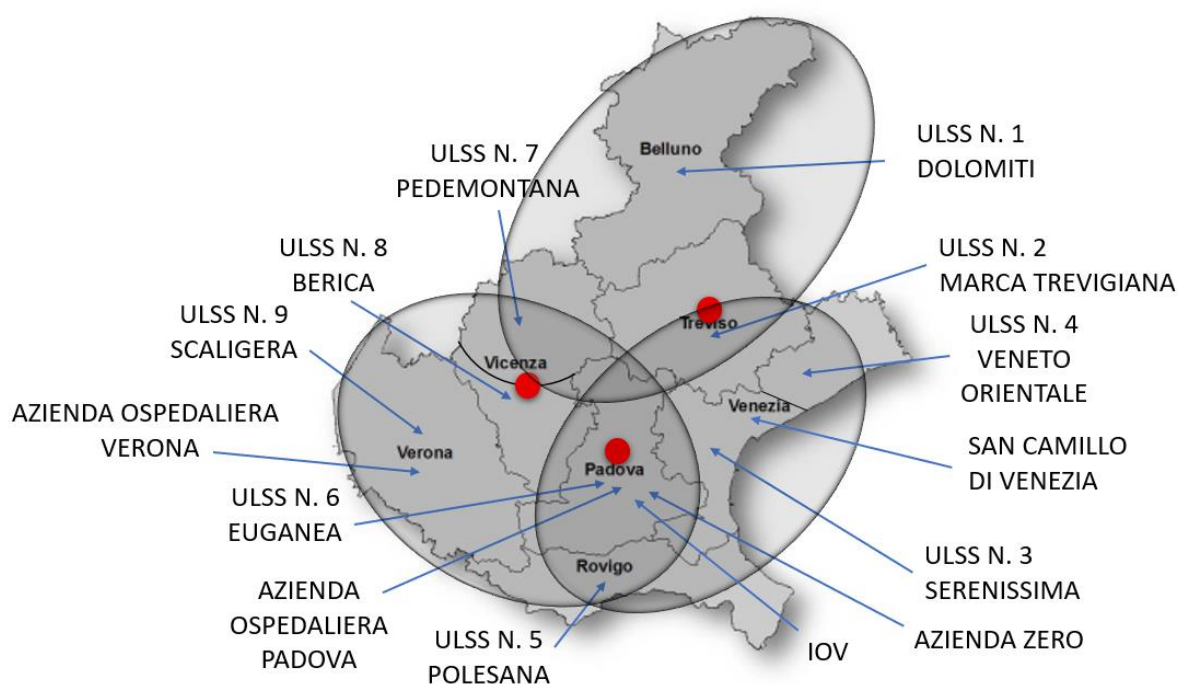 Belluno
ULSS N. 1
DOLOMITI
ULSS N. 7
PEDEMONTANA
ULSS N. 8
BERICA
ULSS N. 2
MARCA TREVIGIANA
ULSS N. 9
SCALIGERA
Treviso
ULSS N. 4
VENETO
ORIENTALE
Vicenza
AZIENDA OSPEDALIERA
VERONA
Venezia
Verona
SAN CAMILLO
DI VENEZIA
Padova
ULSS N. 6
EUGANEA
Rovigo
ULSS N. 3
SERENISSIMA
AZIENDA
OSPEDALIERA
PADOVA
ULSS N. 5
POLESANA
IOV
AZIENDA ZERO